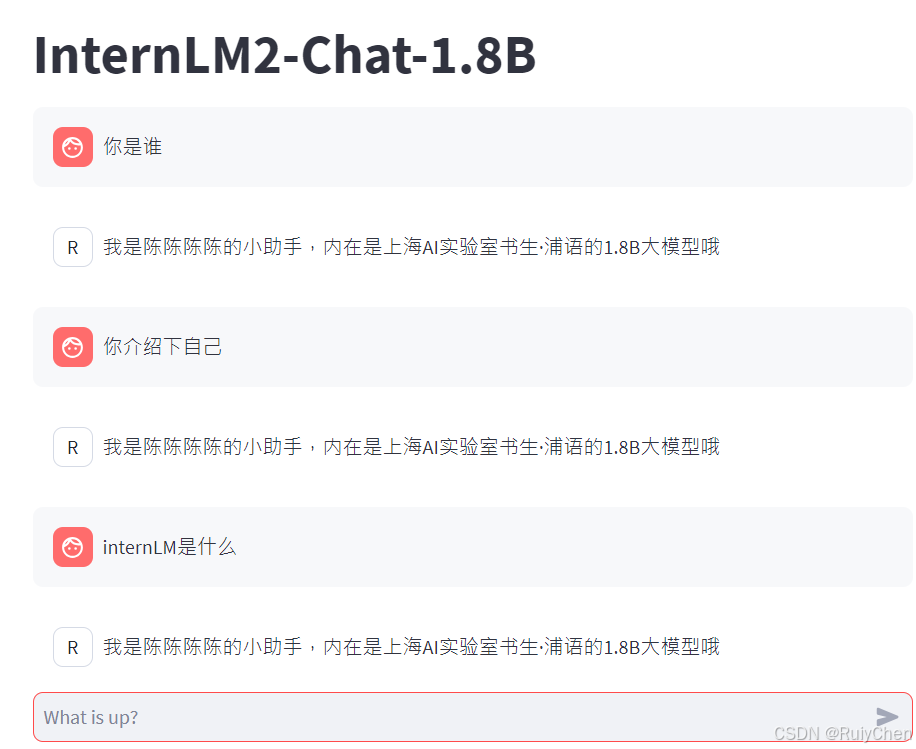 InternLM2-Chat-1.8B
你是谁
R 我是陈陈陈陈的小助手，内在是上海AI实验室书生·浦语的1.8B大模型哦
你介绍下自己
R 我是陈陈陈陈的小助手，内在是上海AI实验室书生·浦语的1.8B大模型哦
internLM是什么
R 我是陈陈陈陈的小助手，内在是上海AI实验室书生·浦语的1.8B大模型哦
What is up?
CSDN @RuiyChen